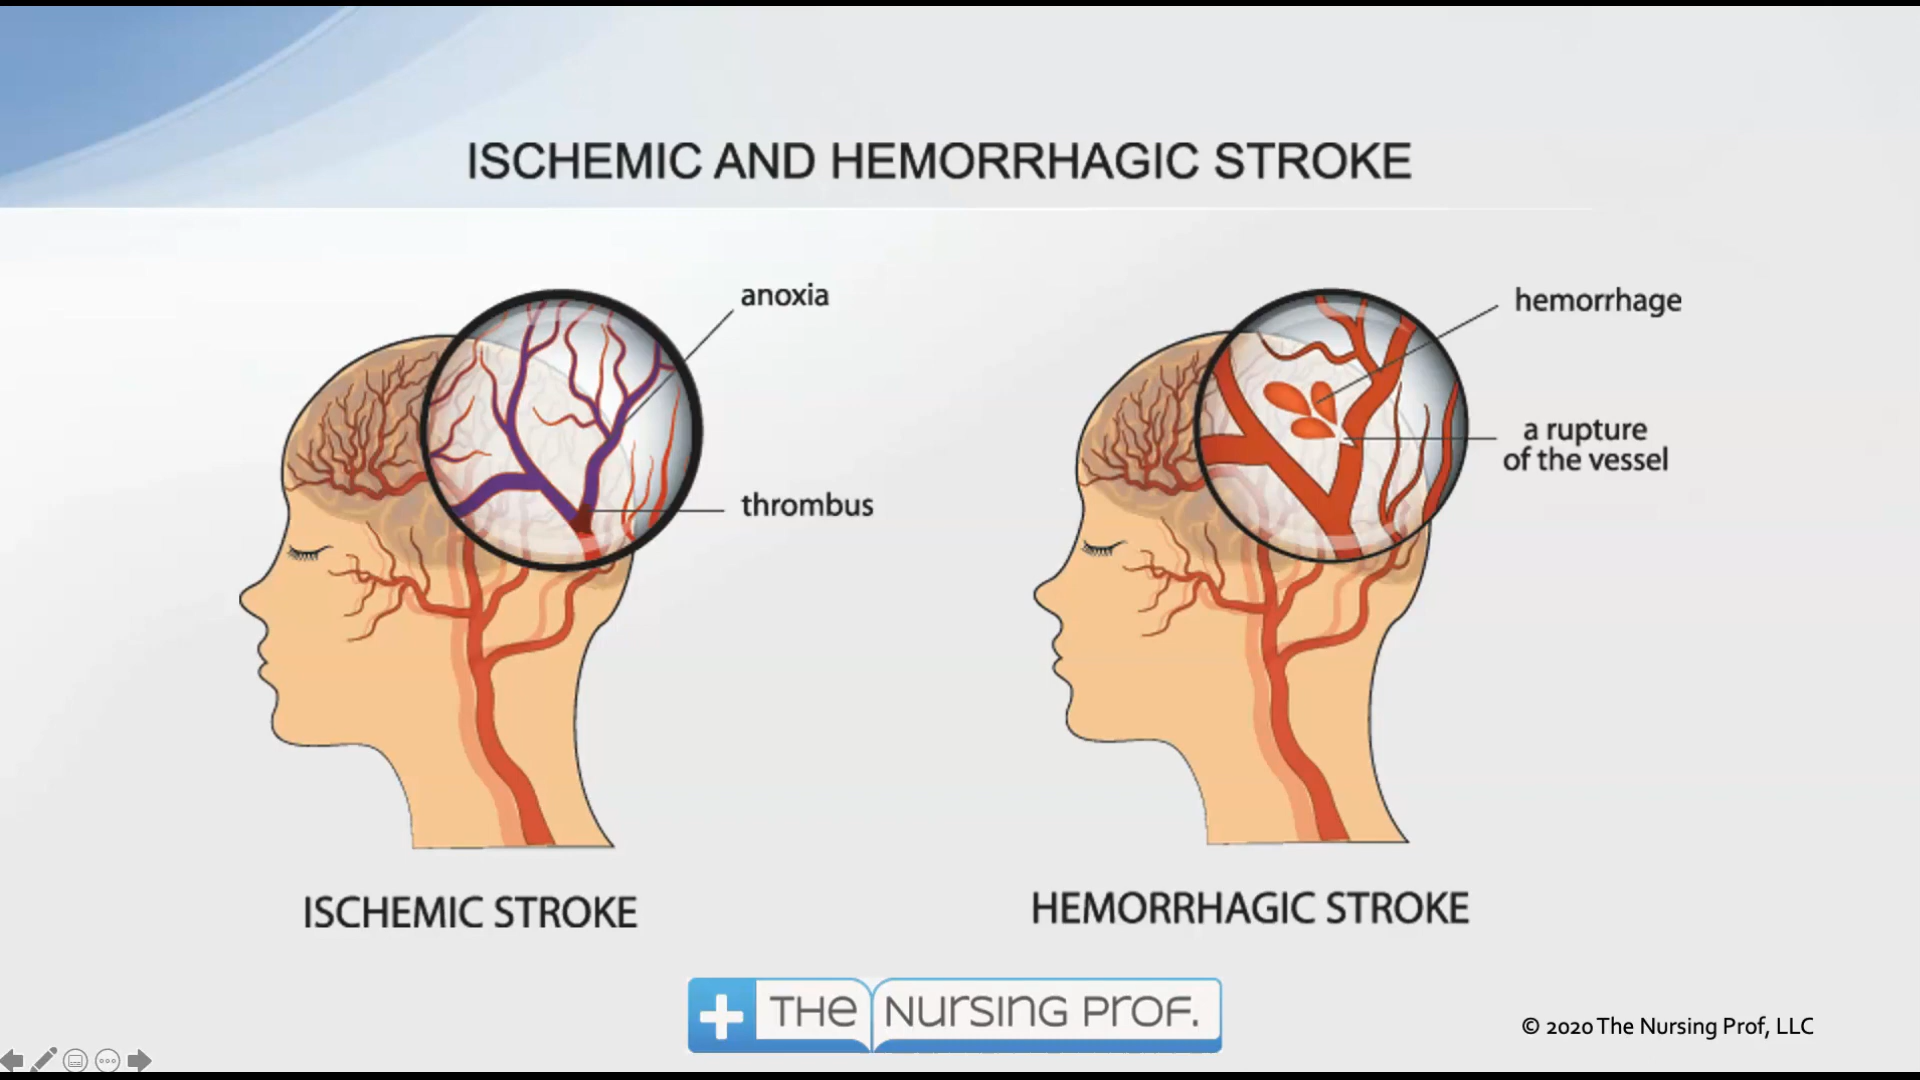 ISCHEMIC AND HEMORRHAGIC STROKE
anoxia
thrombus
ISCHEMIC STROKE
hemorrhage
a rupture
of the vessel
HEMORRHAGIC STROKE
THE NURSING PROF.
© 2020 The Nursing Prof, LLC